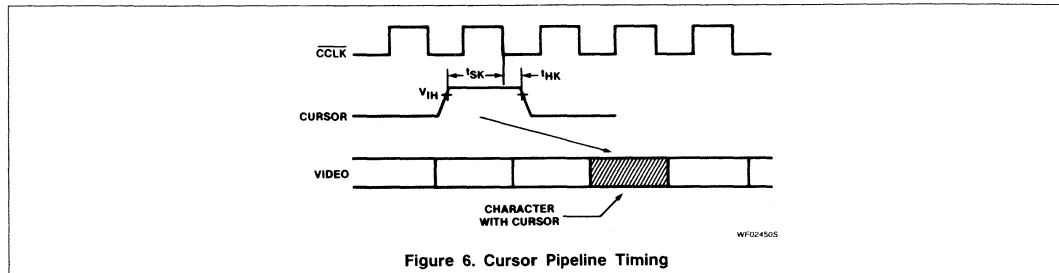 CCLK
tSK
tHK
VIH
CURSOR
VIDEO
CHARACTER
WITH CURSOR
WF02450S
Figure 6. Cursor Pipeline Timing